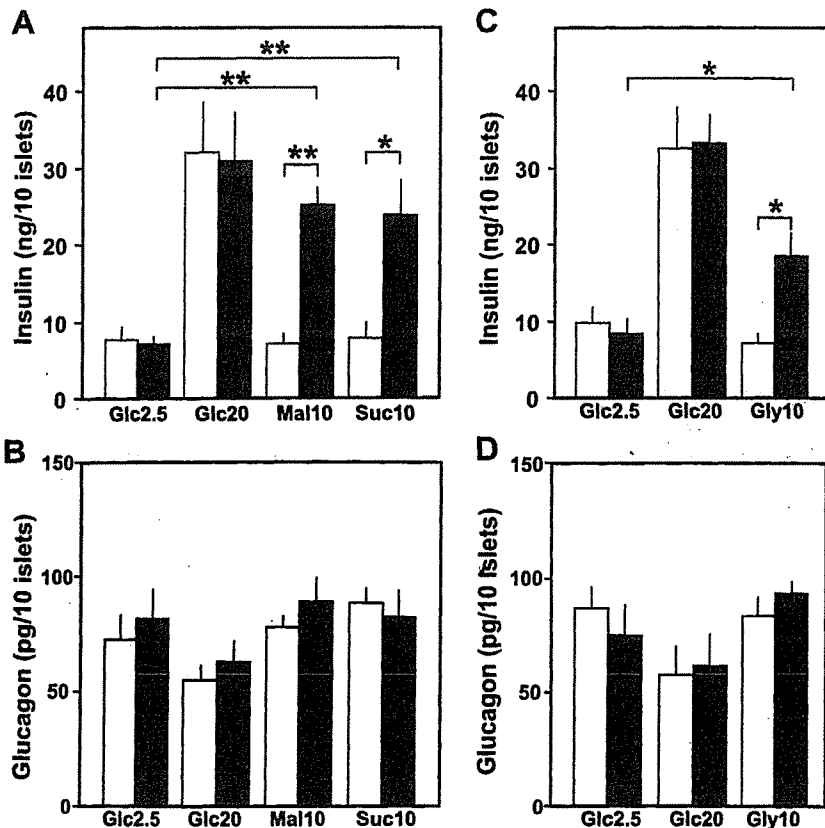 A
Insulin (ng/10 islets)
40
30
20
10
0
**
**
**
*
Glc2.5 Glc20 Mal10 Suc10
C
Insulin (ng/10 islets)
40
30
20
10
0
*
*
Glc2.5 Glc20 Gly10
B
Glucagon (pg/10 islets)
150
100
50
0
Glc2.5 Glc20 Mal10 Suc10
D
Glucagon (pg/10 islets)
150
100
50
0
Glc2.5 Glc20 Gly10